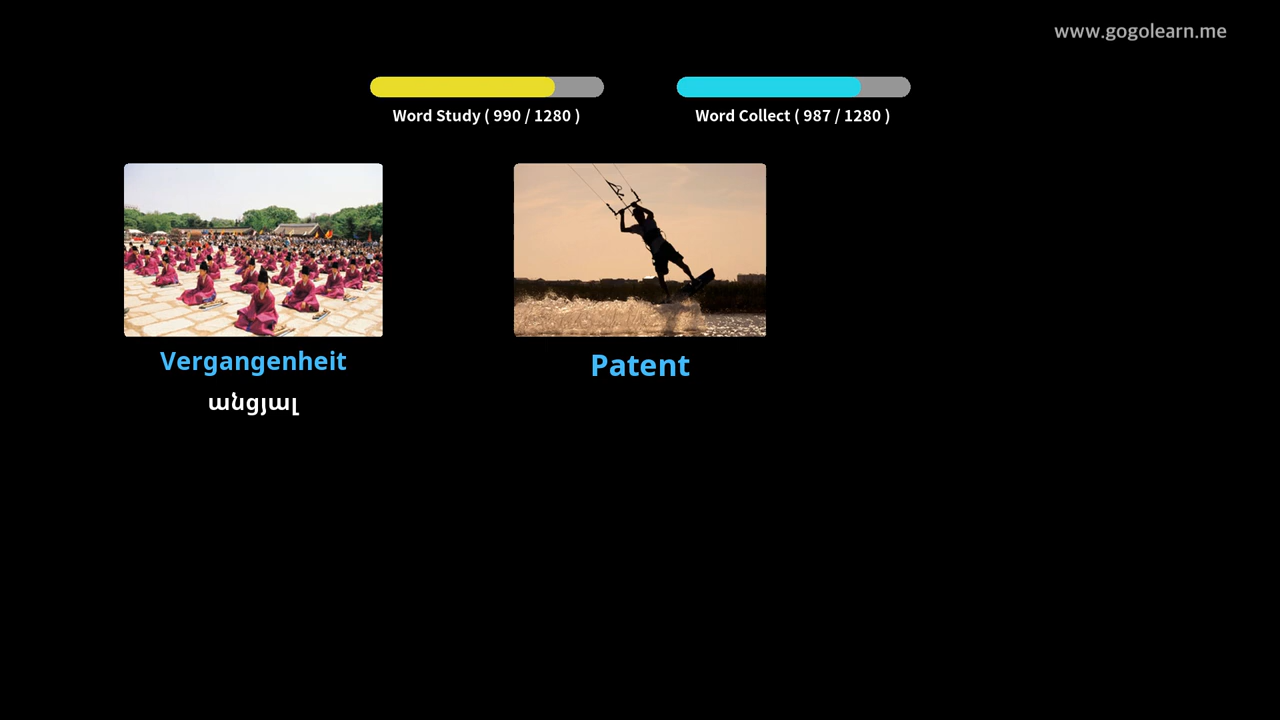 www.gogolearn.me
Word Study ( 990 / 1280 )
Word Collect ( 987 / 1280 )
Vergangenheit
անցյալ
Patent